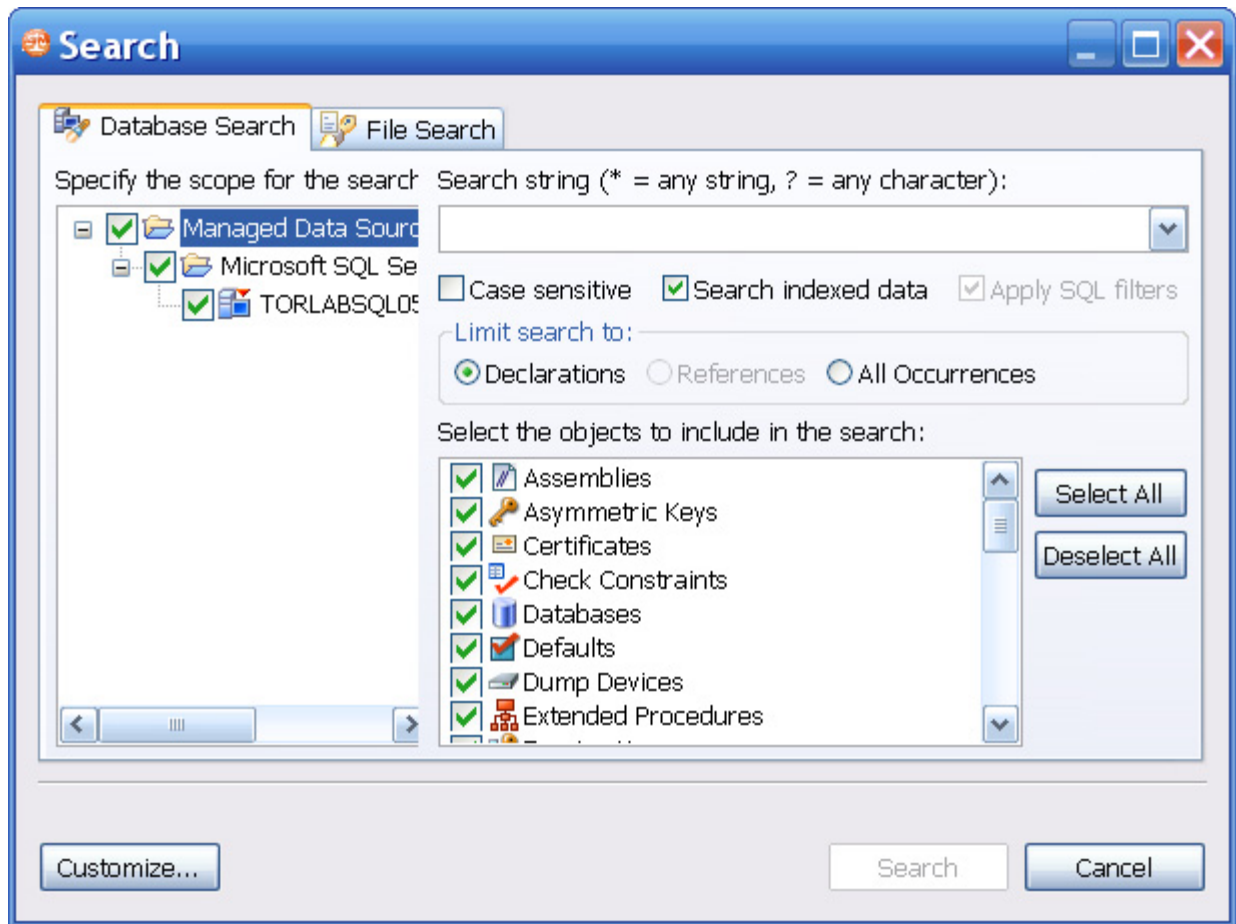 Search
Database Search
File Search
Specify the scope for the search
Managed Data Sourc
Microsoft SQL Se
TORLABSQL05
Search string (* = any string, ? = any character):
Case sensitive Search indexed data Apply SQL filters
Limit search to:
Declarations References All Occurrences
Select the objects to include in the search:
Assemblies
Asymmetric Keys
Certificates
Check Constraints
Databases
Defaults
Dump Devices
Extended Procedures
Select All
Deselect All
Customize...
Search
Cancel